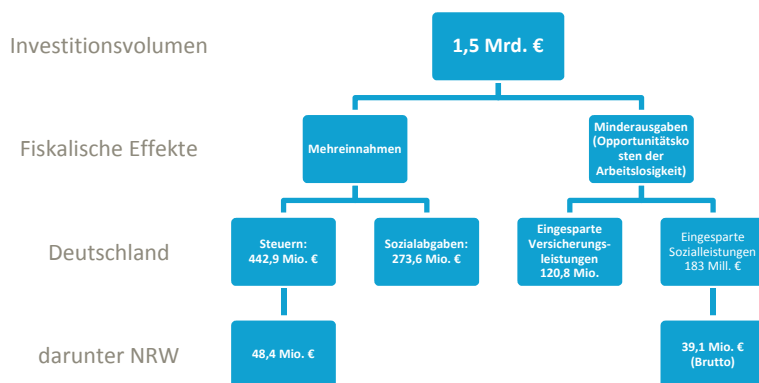 Investitionsvolumen
1,5 Mrd. €
Fiskalische Effekte
Mehreinnahmen
Minderausgaben
(Opportunitätsko
sten der
Arbeitslosigkeit)
Deutschland
Steuern:
442,9 Mio. €
Sozialabgaben:
273,6 Mio. €
Eingesparte
Versicherungs-
leistungen
120,8 Mio.
Eingesparte
Sozialleistungen
183 Mill. €
darunter NRW
48,4 Mio. €
39,1 Mio. €
(Brutto)